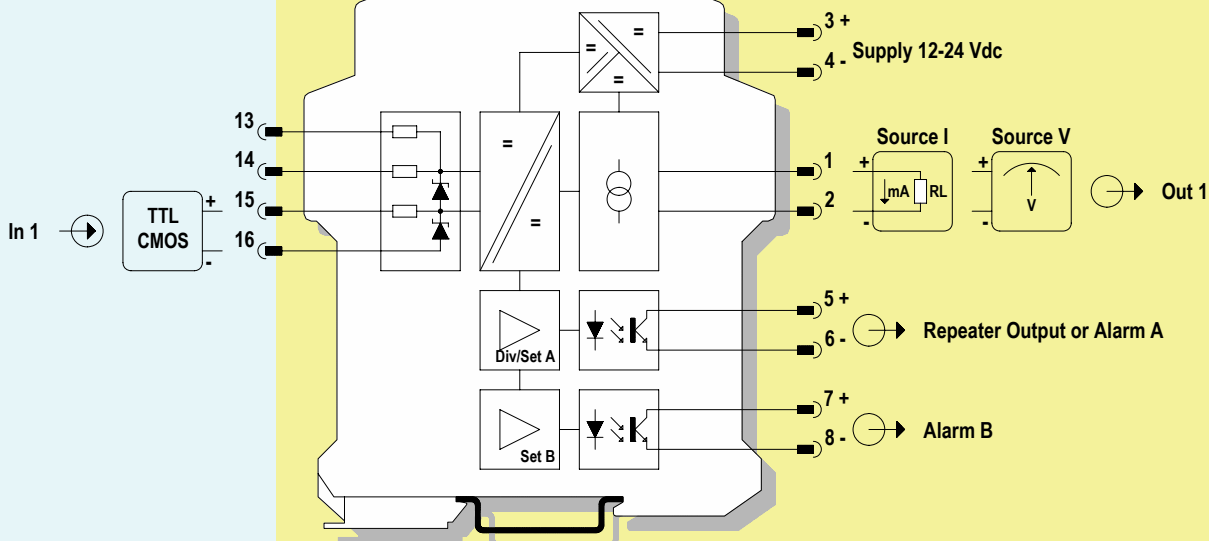 3 +
Supply 12-24 Vdc
4 -
=
=
=
13
14
15
16
In 1
TTL
CMOS
+
-
=
=
1
2
Source I
+
mA
RL
-
Source V
+
V
-
Out 1
Div/Set A
5 +
6 -
Repeater Output or Alarm A
Set B
7 +
8 -
Alarm B